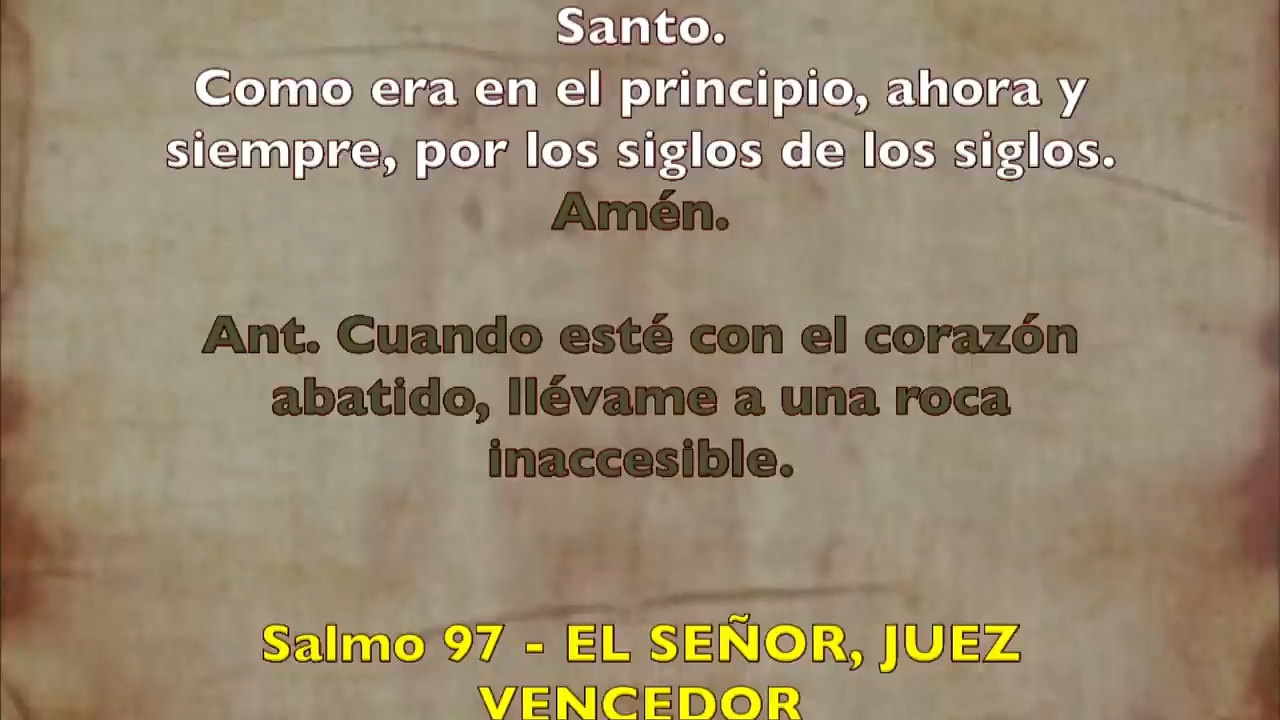 Santo.
Como era en el principio, ahora y
siempre, por los siglos de los siglos.
Amén.
Ant. Cuando esté con el corazón
abatido, llévame a una roca
inaccesible.
Salmo 97 - EL SEÑOR, JUEZ
VENCEDOR